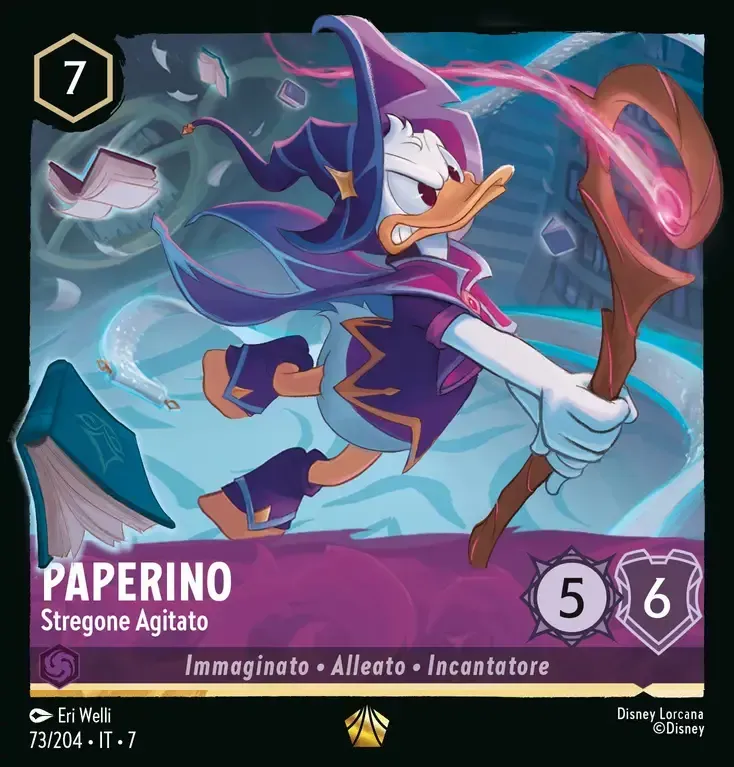 7
PAPERINO
Stregone Agitato
5
6
Immaginato • Alleato • Incantatore
Eri Welli
73/204 • IT • 7
Disney Lorcana
©Disney